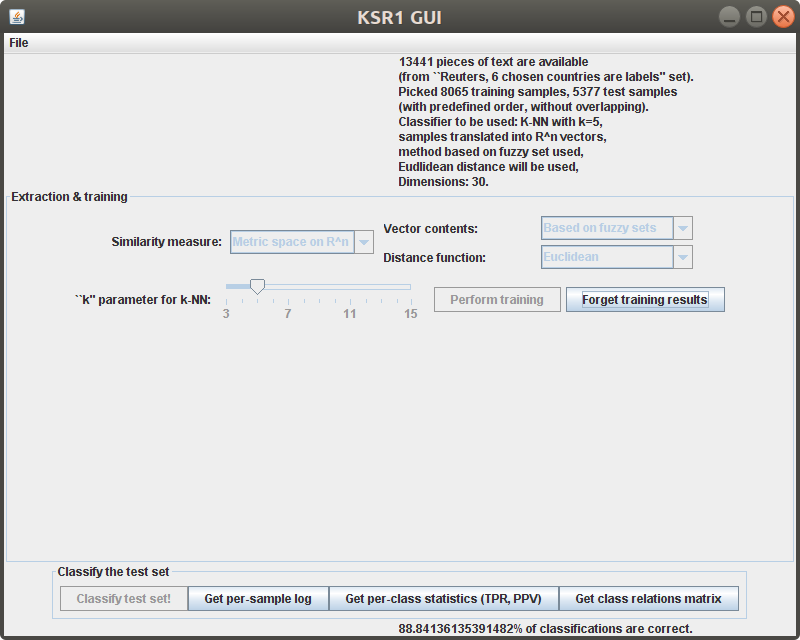 KSR1 GUI
File
13441 pieces of text are available
(from ``Reuters, 6 chosen countries are labels'' set).
Picked 8065 training samples, 5377 test samples
(with predefined order, without overlapping).
Classifier to be used: K-NN with k=5,
samples translated into R^n vectors,
method based on fuzzy set used,
Eudlidean distance will be used,
Dimensions: 30.
Extraction & training
Similarity measure: Metric space on R^n
Vector contents: Based on fuzzy sets
Distance function: Euclidean
``k'' parameter for k-NN:
3 7 11 15
Perform training Forget training results
Classify the test set
Classify test set! Get per-sample log Get per-class statistics (TPR, PPV) Get class relations matrix
88.84136135391482% of classifications are correct.